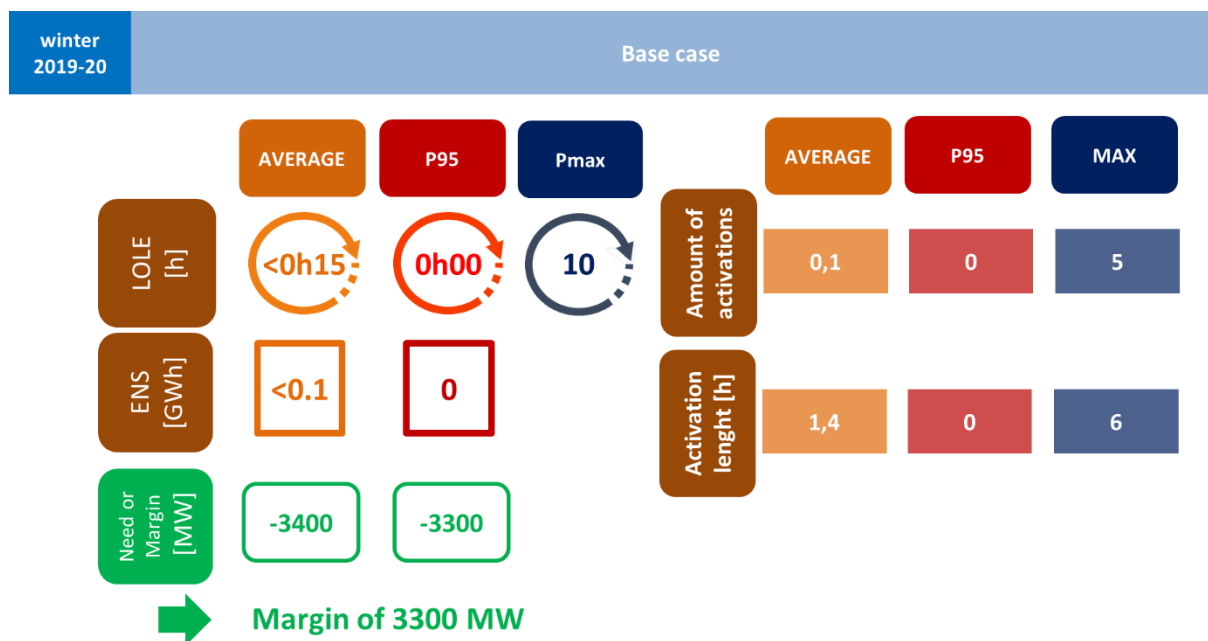 winter
2019-20
Base case
AVERAGE
P95
Pmax
LOLE
[h]
<0h15
0h00
10
ENS
[GWh]
<0.1
0
Need or
Margin
[MW]
-3400
-3300
Margin of 3300 MW
AVERAGE
P95
MAX
Amount of
activations
0,1
0
5
Activation
lenght [h]
1,4
0
6